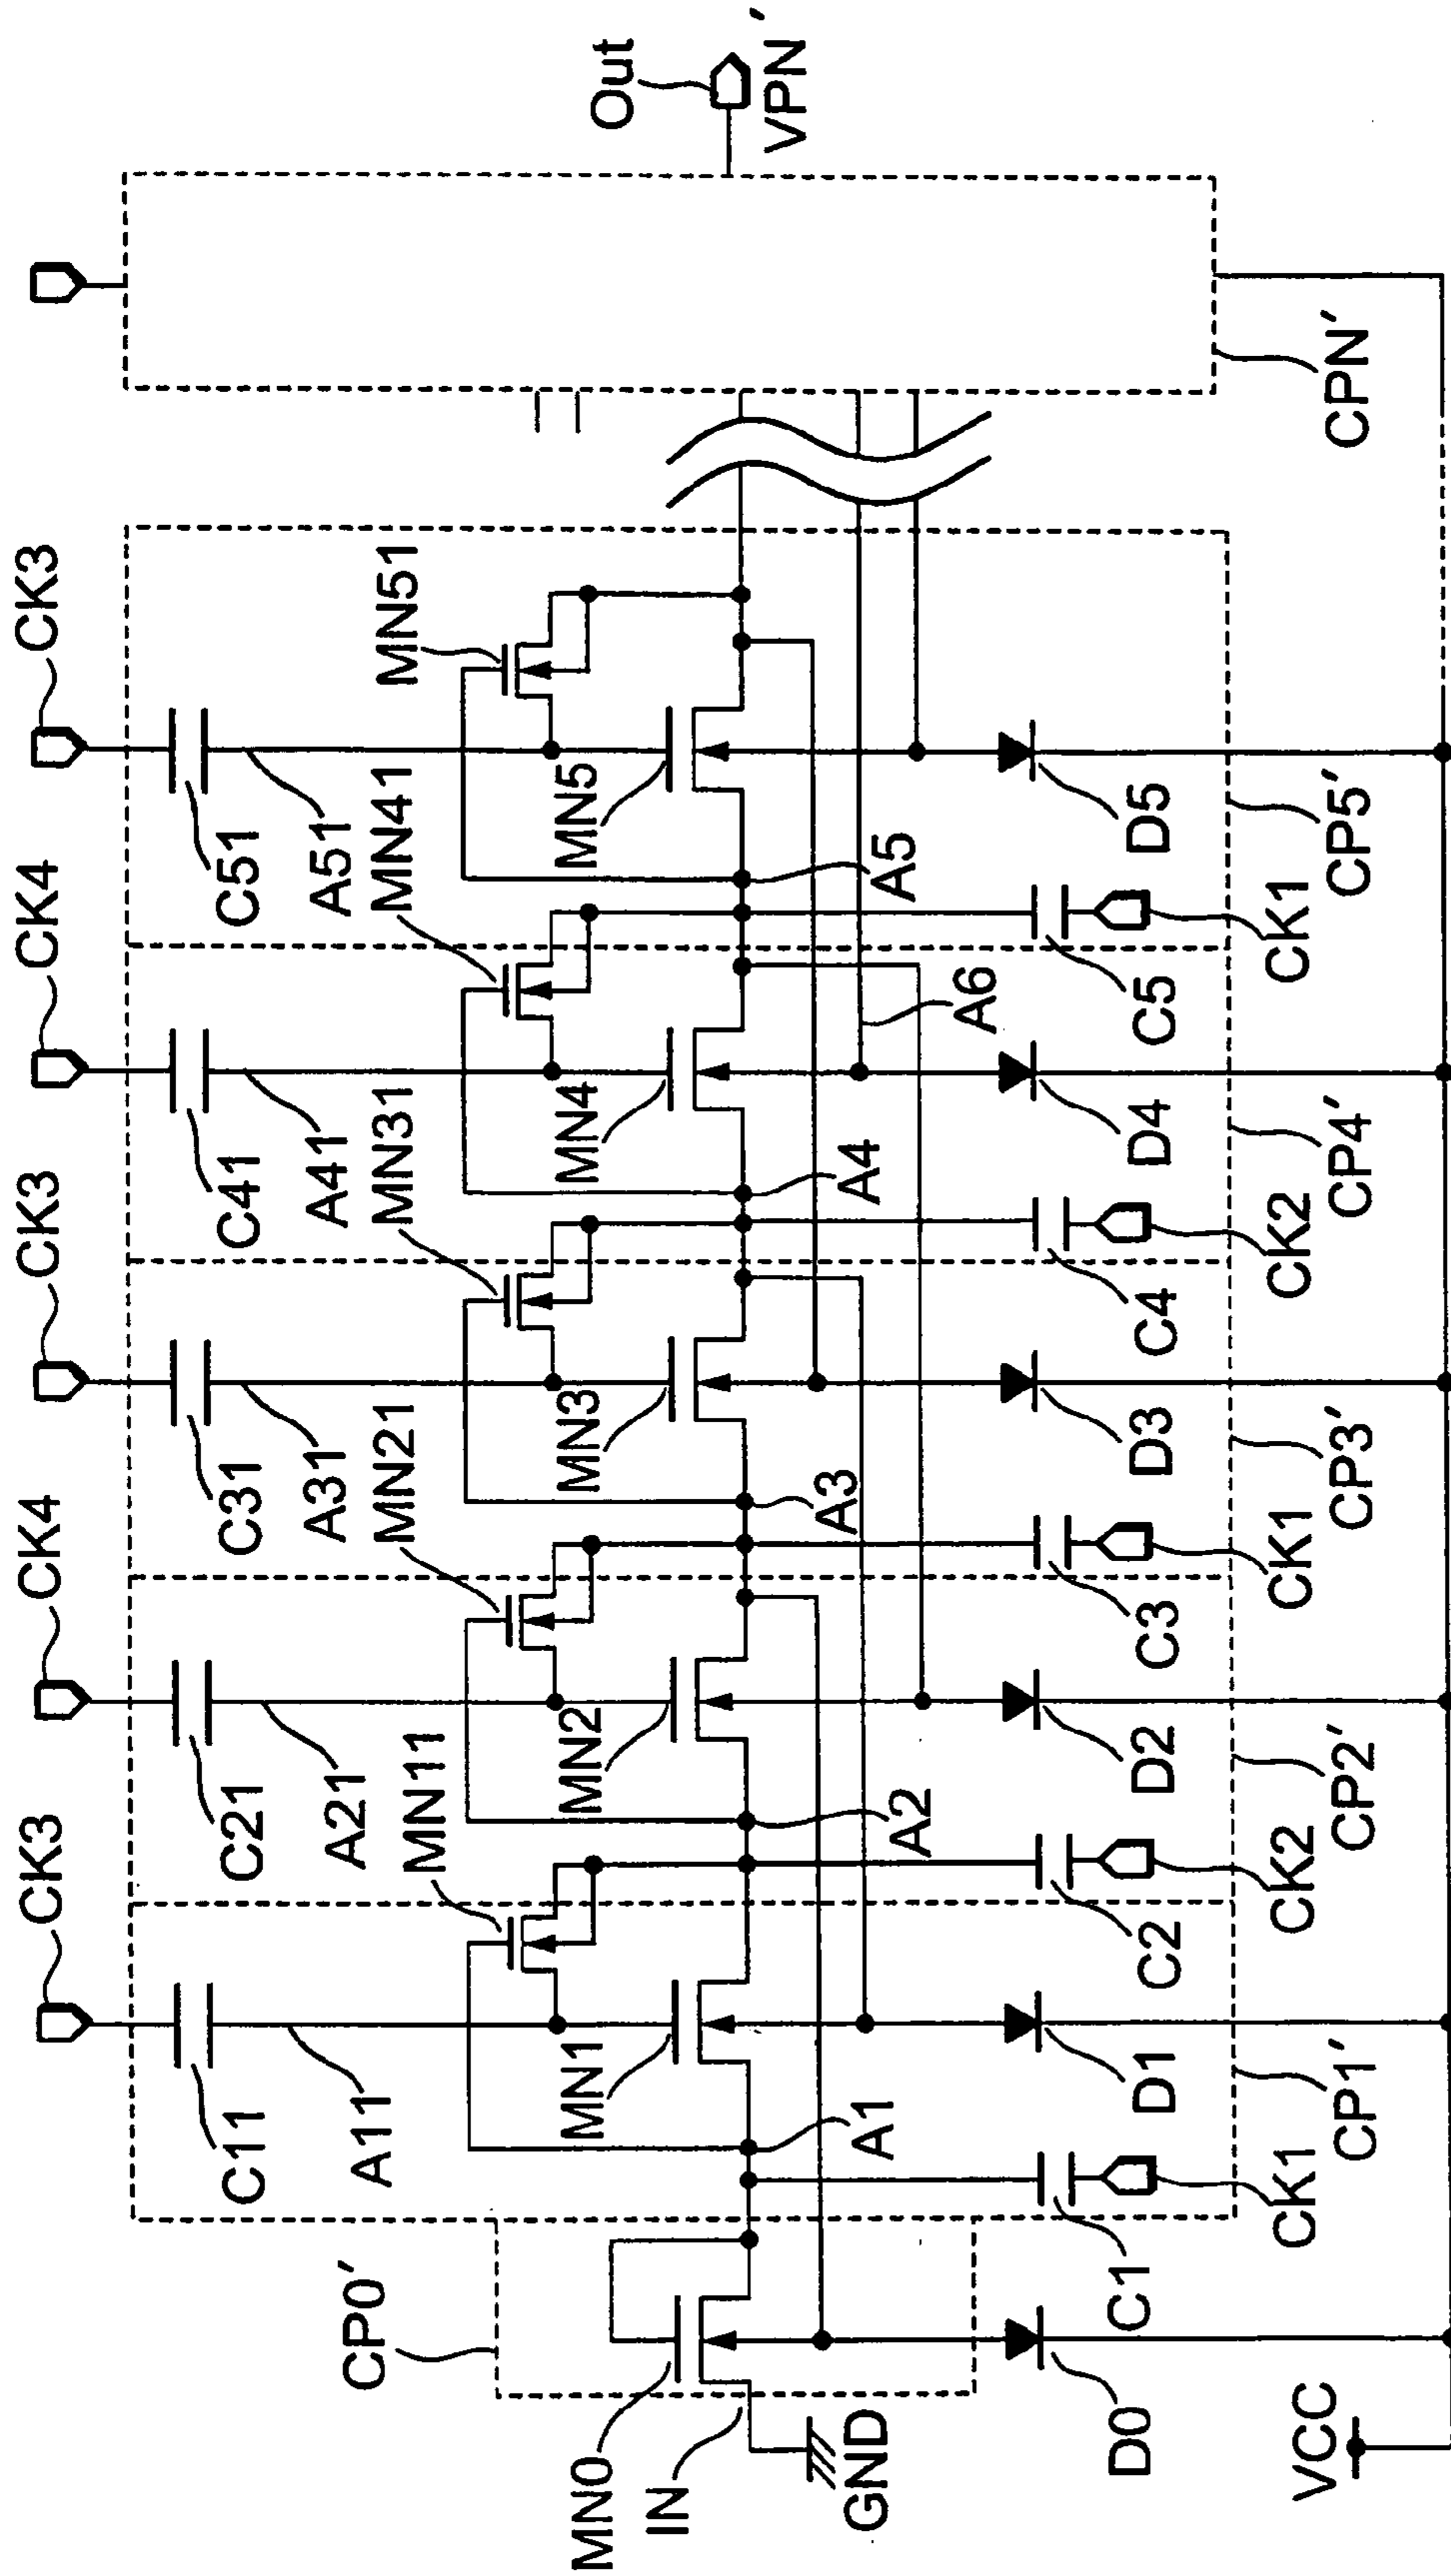 CK3
CK4
CK3
CK4
CK3
C11
A11
C21
A21
C31
A31
C41
A41
C51
A51
MN11
MN21
MN31
MN41
MN51
CP0′
MN0
MN1
MN2
MN3
MN4
MN5
Out
VPN′
IN
GND
A1
A2
A3
A4
A6
A5
D0
C1
D1
C2
D2
C3
D3
C4
D4
C5
D5
CK1
CK2
CK1
CK2
CK1
VCC
CP1′
CP2′
CP3′
CP4′
CP5′
CPN′